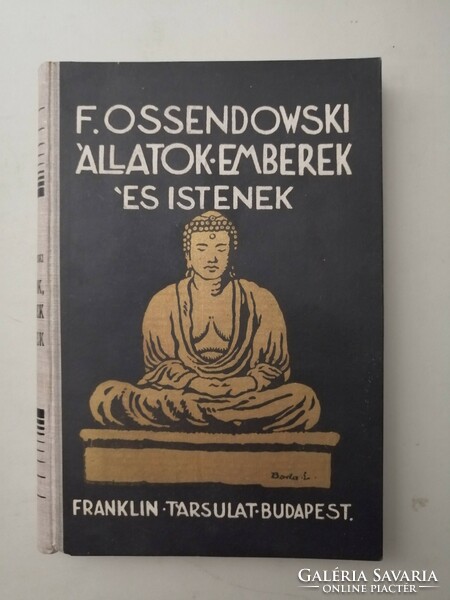 F. OSSENDOWSKI
ÁLLATOK · EMBEREK
ÉS ISTENEK
FRANKLIN · TÁRSULAT · BUDAPEST.
GALÉRIA SAVARIA
ONLINE PIACTÉR